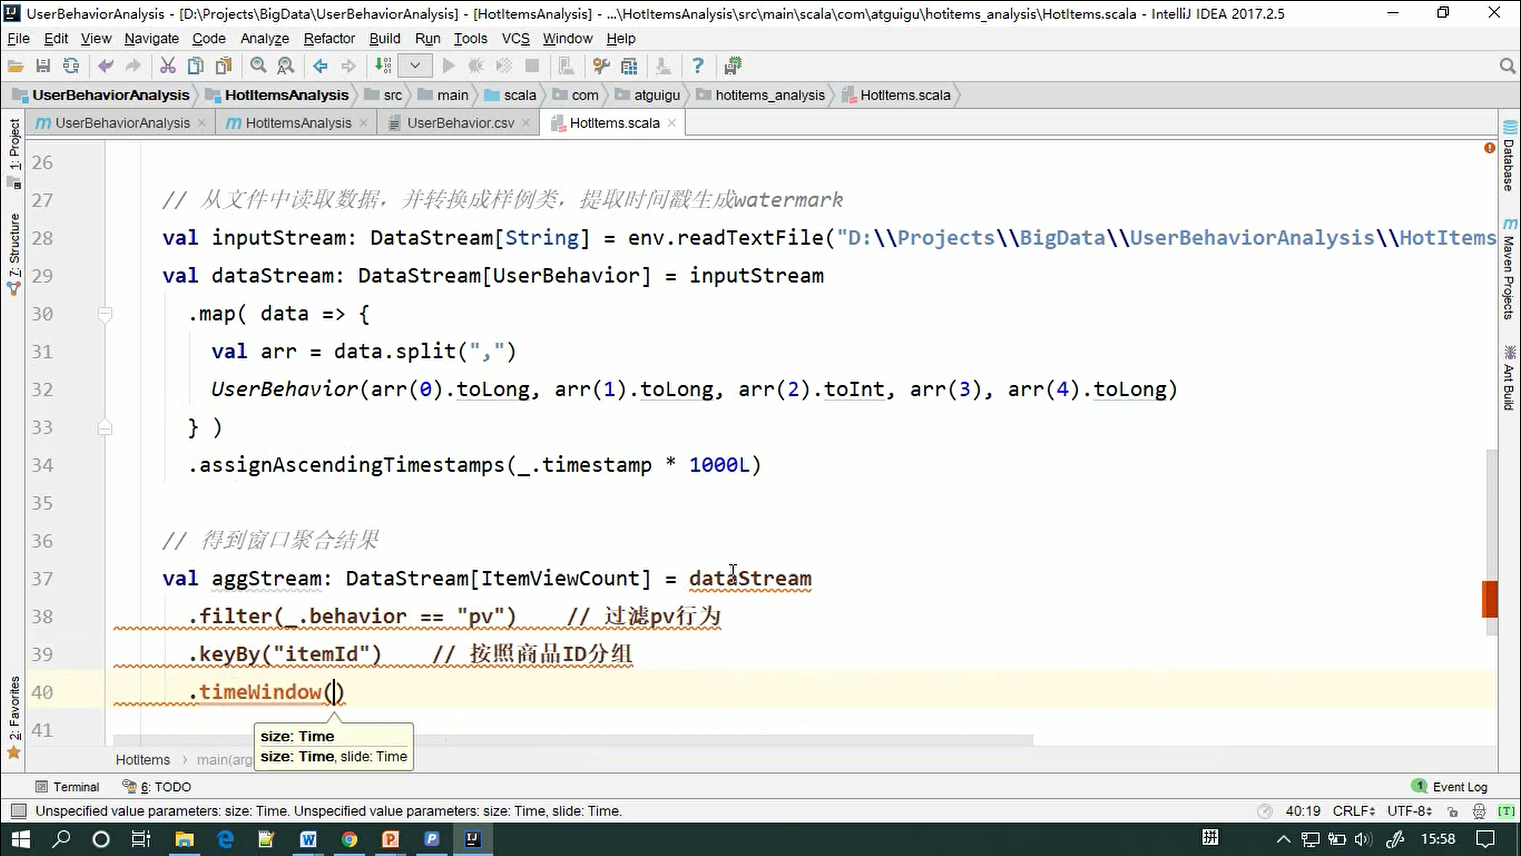 UserBehaviorAnalysis - [D:\Projects\BigData\UserBehaviorAnalysis] - [HotItemsAnalysis] - ...\HotItemsAnalysis\src\main\scala\com\atguigu\hotitems_analysis\HotItems.scala - IntelliJ IDEA 2017.2.5
File Edit View Navigate Code Analyze Refactor Build Run Tools VCS Window Help
UserBehaviorAnalysis HotItemsAnalysis src main scala com atguigu hotitems_analysis HotItems.scala
UserBehaviorAnalysis HotItemsAnalysis UserBehavior.csv HotItems.scala
1: Project
7: Structure
2: Favorites
Database
Maven Projects
Ant Build
26
27 // 从文件中读取数据，并转换成样例类，提取时间戳生成watermark
28 val inputStream: DataStream[String] = env.readTextFile("D:\\Projects\\BigData\\UserBehaviorAnalysis\\HotItems
29 val dataStream: DataStream[UserBehavior] = inputStream
30 .map( data => {
31 val arr = data.split(",")
32 UserBehavior(arr(0).toLong, arr(1).toLong, arr(2).toInt, arr(3), arr(4).toLong)
33 } )
34 .assignAscendingTimestamps(_.timestamp * 1000L)
35
36 // 得到窗口聚合结果
37 val aggStream: DataStream[ItemViewCount] = dataStream
38 .filter(_.behavior == "pv") // 过滤pv行为
39 .keyBy("itemId") // 按照商品ID分组
40 .timeWindow()
41
size: Time
size: Time, slide: Time
HotItems main(arg
Terminal 6: TODO 1 Event Log
Unspecified value parameters: size: Time. Unspecified value parameters: size: Time, slide: Time. 40:19 CRLF UTF-8 [T]
拼 15:58